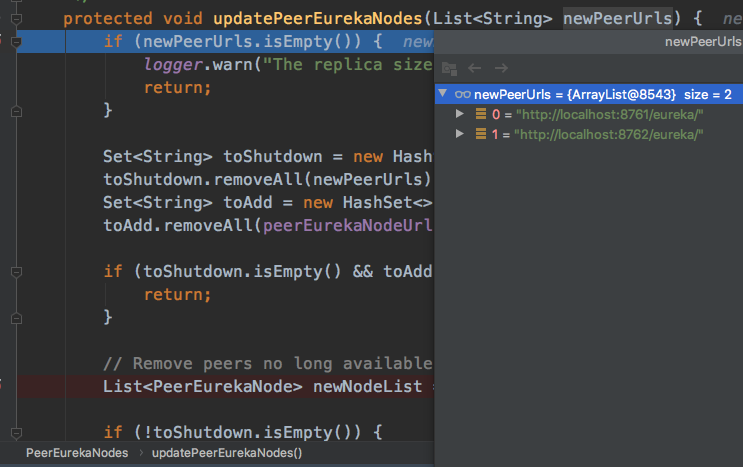 protected void updatePeerEurekaNodes(List<String> newPeerUrls) { ne
if (newPeerUrls.isEmpty()) { new
newPeerUrls
logger.warn("The replica size
return;
}
newPeerUrls = {ArrayList@8543} size = 2
0 = "http://localhost:8761/eureka/"
1 = "http://localhost:8762/eureka/"
Set<String> toShutdown = new Hash
toShutdown.removeAll(newPeerUrls)
Set<String> toAdd = new HashSet<>
toAdd.removeAll(peerEurekaNodeUrl
if (toShutdown.isEmpty() && toAdd
return;
}
// Remove peers no long available
List<PeerEurekaNode> newNodeList =
if (!toShutdown.isEmpty()) {
PeerEurekaNodes › updatePeerEurekaNodes()